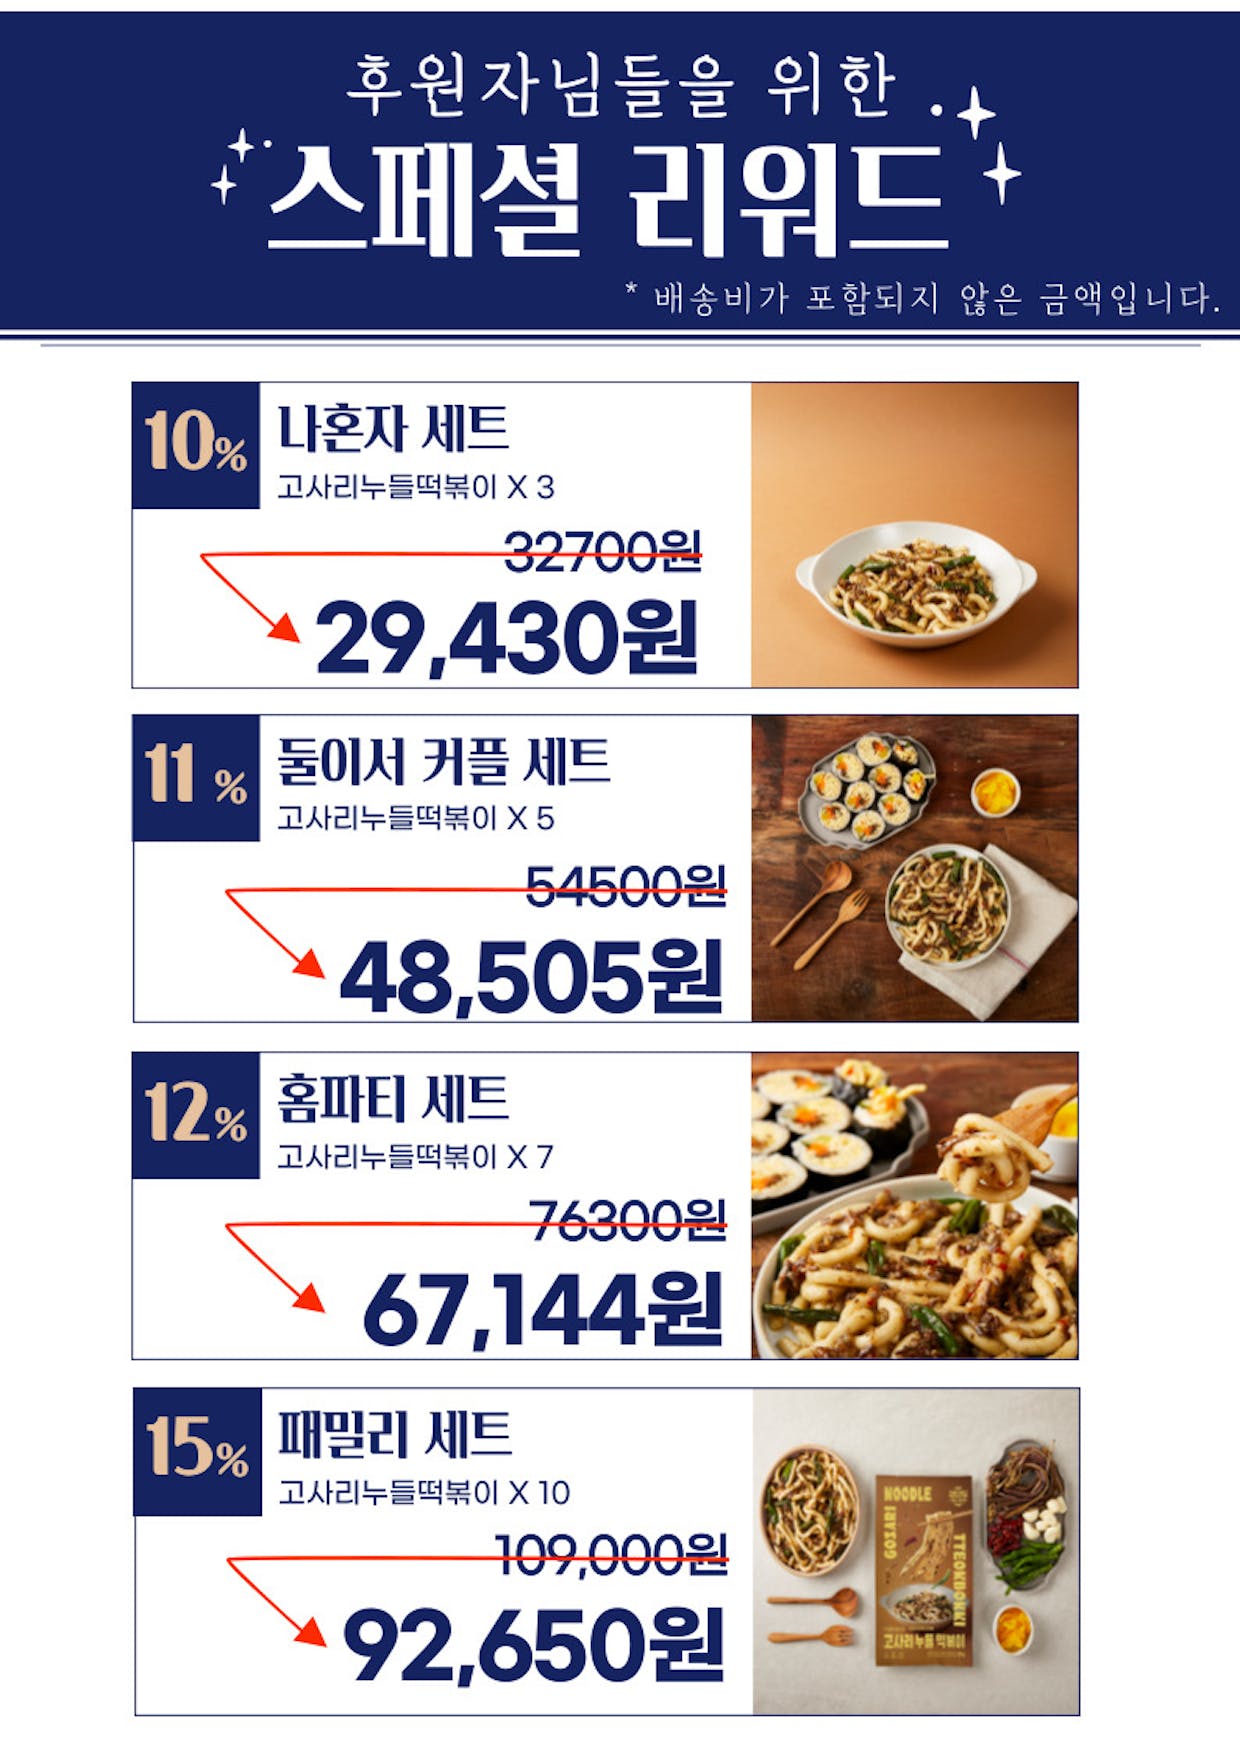 후원자님들을 위한
스페셜 리워드
* 배송비가 포함되지 않은 금액입니다.
10%
나혼자 세트
고사리누들떡볶이 X 3
32700원
29,430원
11 %
둘이서 커플 세트
고사리누들떡볶이 X 5
54500원
48,505원
12%
홈파티 세트
고사리누들떡볶이 X 7
76300원
67,144원
15%
패밀리 세트
고사리누들떡볶이 X 10
109,000원
92,650원
NOODLE
GOSARI
TTEOKBOKKI
고사리누들 떡볶이